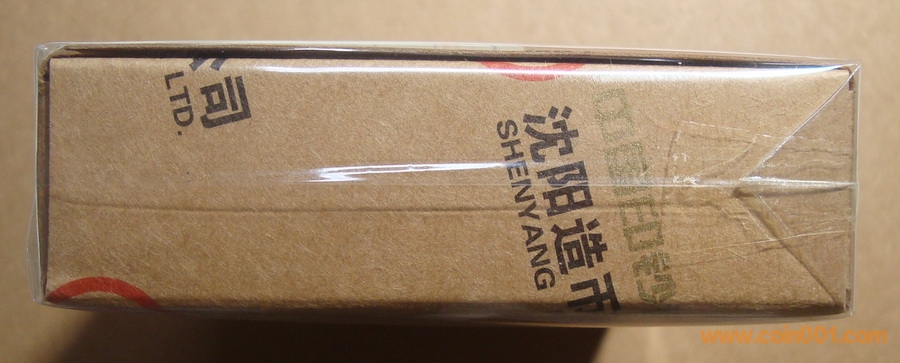 司
LTD.
沈阳造币
SHENYANG
www.coin001.com